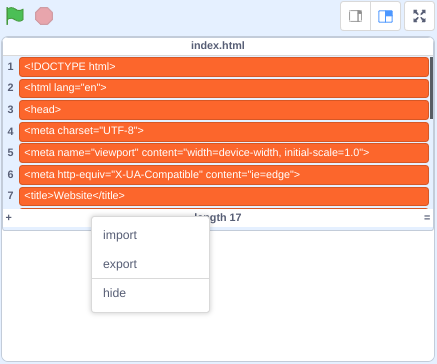 index.html
1 <!DOCTYPE html>
2 <html lang="en">
3 <head>
4 <meta charset="UTF-8">
5 <meta name="viewport" content="width=device-width, initial-scale=1.0">
6 <meta http-equiv="X-UA-Compatible" content="ie=edge">
7 <title>Website</title>
+ length 17 =
import
export
hide